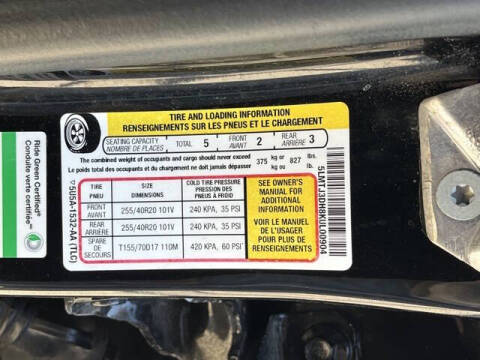 TIRE AND LOADING INFORMATION
RENSEIGNEMENTS SUR LES PNEUS ET LE CHARGEMENT
SEATING CAPACITY
NOMBRE DE PLACES
TOTAL 5
FRONT
AVANT 2
REAR
ARRIÈRE 3
The combined weight of occupants and cargo should never exceed
Le poids total des occupants et du chargement ne doit jamais dépasser
375 kg or
kg ou 827 lbs.
lb.
TIRE
PNEU
SIZE
DIMENSIONS
COLD TIRE PRESSURE
PRESSION DES
PNEUS À FROID
FRONT
AVANT
255/40R20 101V
240 KPA, 35 PSI
REAR
ARRIÈRE
255/40R20 101V
240 KPA, 35 PSI
SPARE
DE
SECOURS
T155/70D17 110M
420 KPA, 60 PSI
SEE OWNER'S
MANUAL FOR
ADDITIONAL
INFORMATION
VOIR LE MANUEL
DE L'USAGER
POUR PLUS DE
RENSEIGNEMENTS
5U5A-1532-AA (TLC)
Ride Green Certified
Conduite verte certifiée